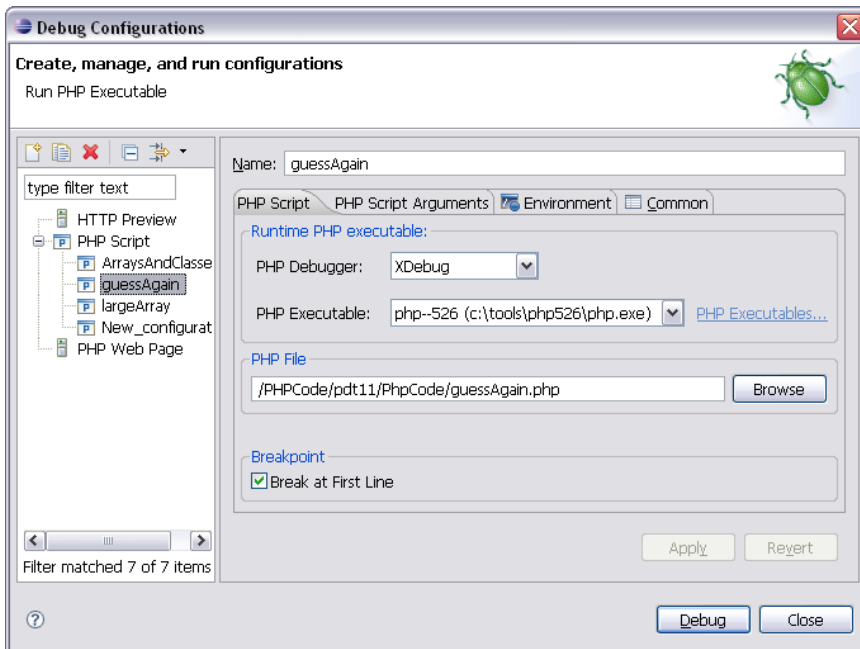 Debug Configurations
Create, manage, and run configurations
Run PHP Executable
type filter text
HTTP Preview
PHP Script
ArraysAndClasse
guessAgain
largeArray
New_configurat
PHP Web Page
Filter matched 7 of 7 items
Name: guessAgain
PHP Script PHP Script Arguments Environment Common
Runtime PHP executable:
PHP Debugger: XDebug
PHP Executable: php--526 (c:\tools\php526\php.exe) PHP Executables...
PHP File
/PHPCode/pdt11/PhpCode/guessAgain.php Browse
Breakpoint
Break at First Line
Apply Revert
? Debug Close